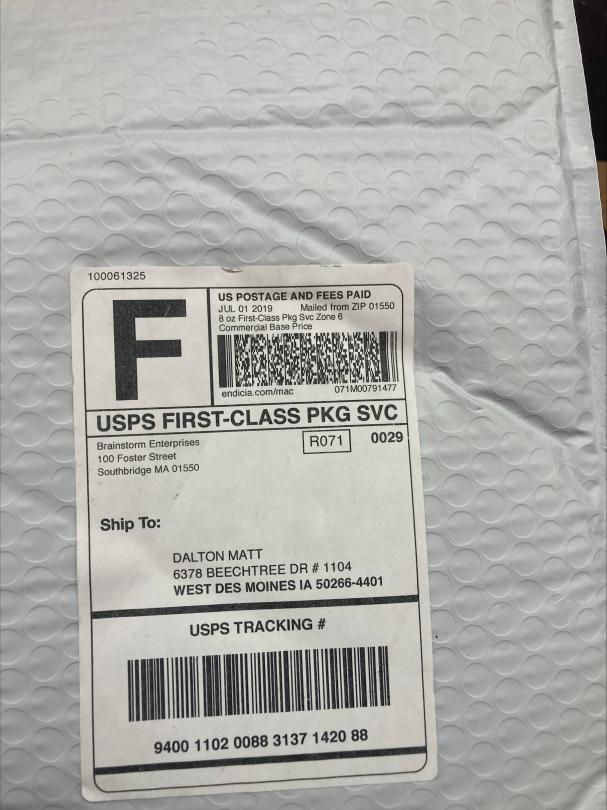 100061325
F
US POSTAGE AND FEES PAID
JUL 01 2019 Mailed from ZIP 01550
8 oz First-Class Pkg Svc Zone 6
Commercial Base Price
endicia.com/mac 071M00791477
USPS FIRST-CLASS PKG SVC
Brainstorm Enterprises
100 Foster Street
Southbridge MA 01550
R071 0029
Ship To:
DALTON MATT
6378 BEECHTREE DR # 1104
WEST DES MOINES IA 50266-4401
USPS TRACKING #
9400 1102 0088 3137 1420 88